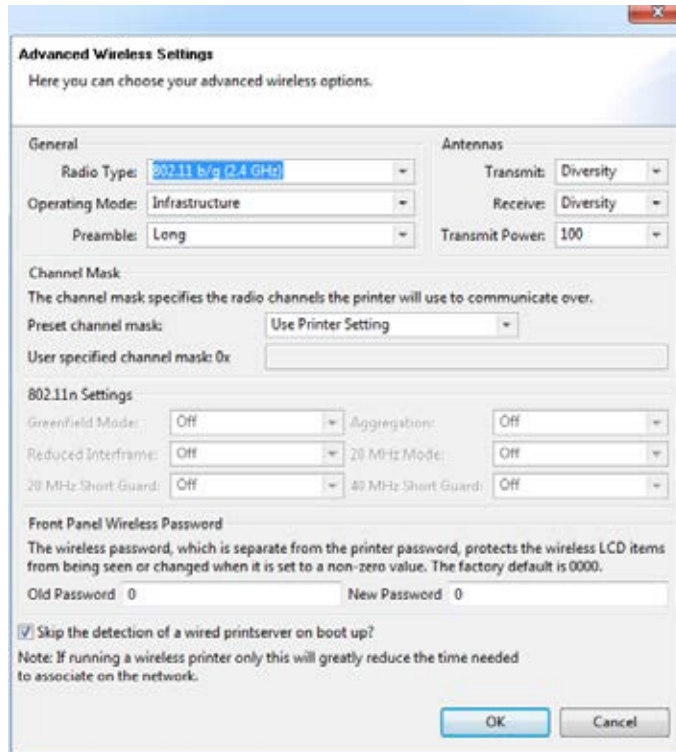 Advanced Wireless Settings
Here you can choose your advanced wireless options.
General
Radio Type: 802.11 b/g (2.4 GHz)
Operating Mode: Infrastructure
Preamble: Long
Antennas
Transmit: Diversity
Receive: Diversity
Transmit Power: 100
Channel Mask
The channel mask specifies the radio channels the printer will use to communicate over.
Preset channel mask: Use Printer Setting
User specified channel mask: 0x
802.11n Settings
Greenfield Mode: Off Aggregation: Off
Reduced Interframe: Off 20 MHz Mode: Off
20 MHz Short Guard: Off 40 MHz Short Guard: Off
Front Panel Wireless Password
The wireless password, which is separate from the printer password, protects the wireless LCD items
from being seen or changed when it is set to a non-zero value. The factory default is 0000.
Old Password 0 New Password 0
Skip the detection of a wired printserver on boot up?
Note: If running a wireless printer only this will greatly reduce the time needed
to associate on the network.
OK Cancel